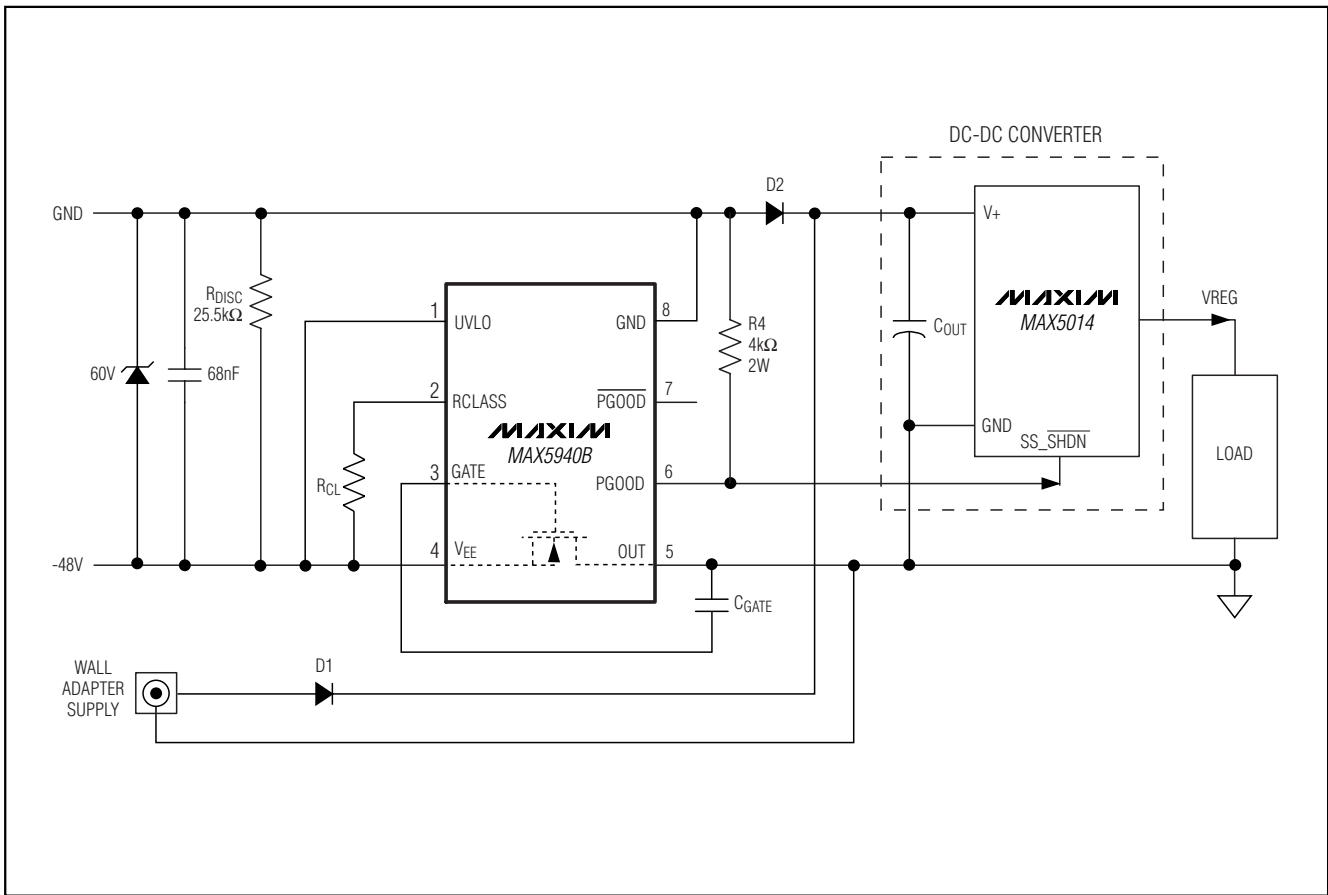 DC-DC CONVERTER
GND
D2
V+
RDISC
25.5kΩ
60V
68nF
1
UVLO
GND
8
R4
4kΩ
2W
COUT
MAXIM
MAX5014
VREG
2
RCLASS
PGOOD
7
MAXIM
MAX5940B
GND
SS_SHDN
LOAD
RCL
3
GATE
PGOOD
6
-48V
4
VEE
OUT
5
CGATE
WALL
ADAPTER
SUPPLY
D1